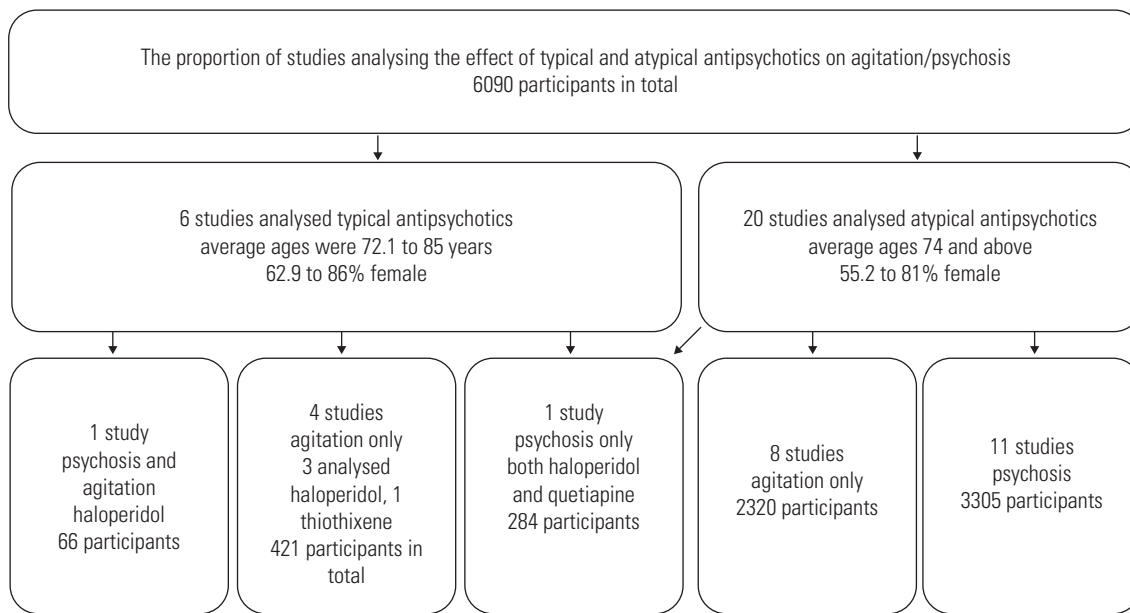 The proportion of studies analysing the effect of typical and atypical antipsychotics on agitation/psychosis
6090 participants in total
6 studies analysed typical antipsychotics
average ages were 72.1 to 85 years
62.9 to 86% female
20 studies analysed atypical antipsychotics
average ages 74 and above
55.2 to 81% female
1 study
psychosis and
agitation
haloperidol
66 participants
4 studies
agitation only
3 analysed
haloperidol, 1
thiothixene
421 participants in
total
1 study
psychosis only
both haloperidol
and quetiapine
284 participants
8 studies
agitation only
2320 participants
11 studies
psychosis
3305 participants